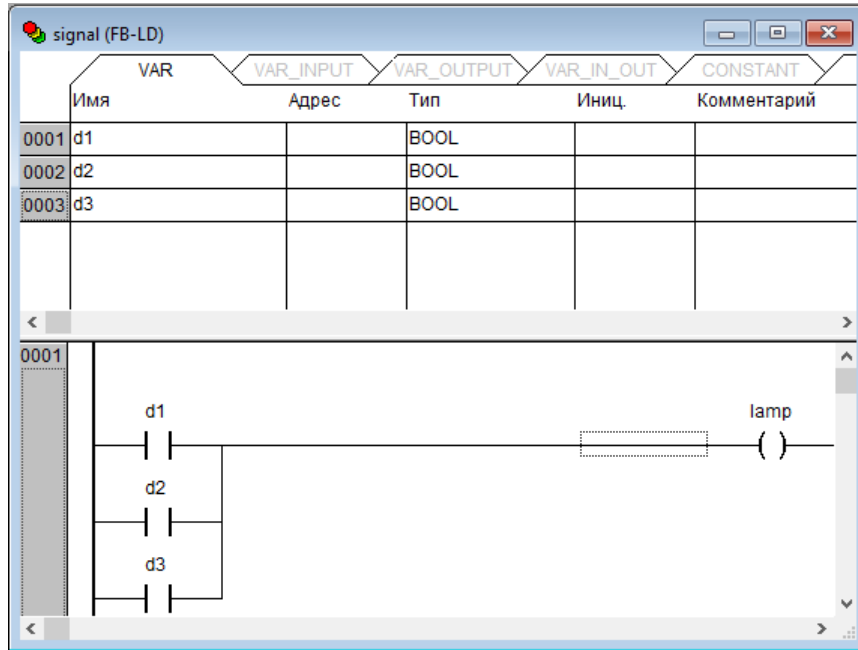 signal (FB-LD)
VAR VAR_INPUT VAR_OUTPUT VAR_IN_OUT CONSTANT
Имя Адрес Тип Иниц. Комментарий
0001 d1 BOOL
0002 d2 BOOL
0003 d3 BOOL
0001
d1 lamp
d2
d3